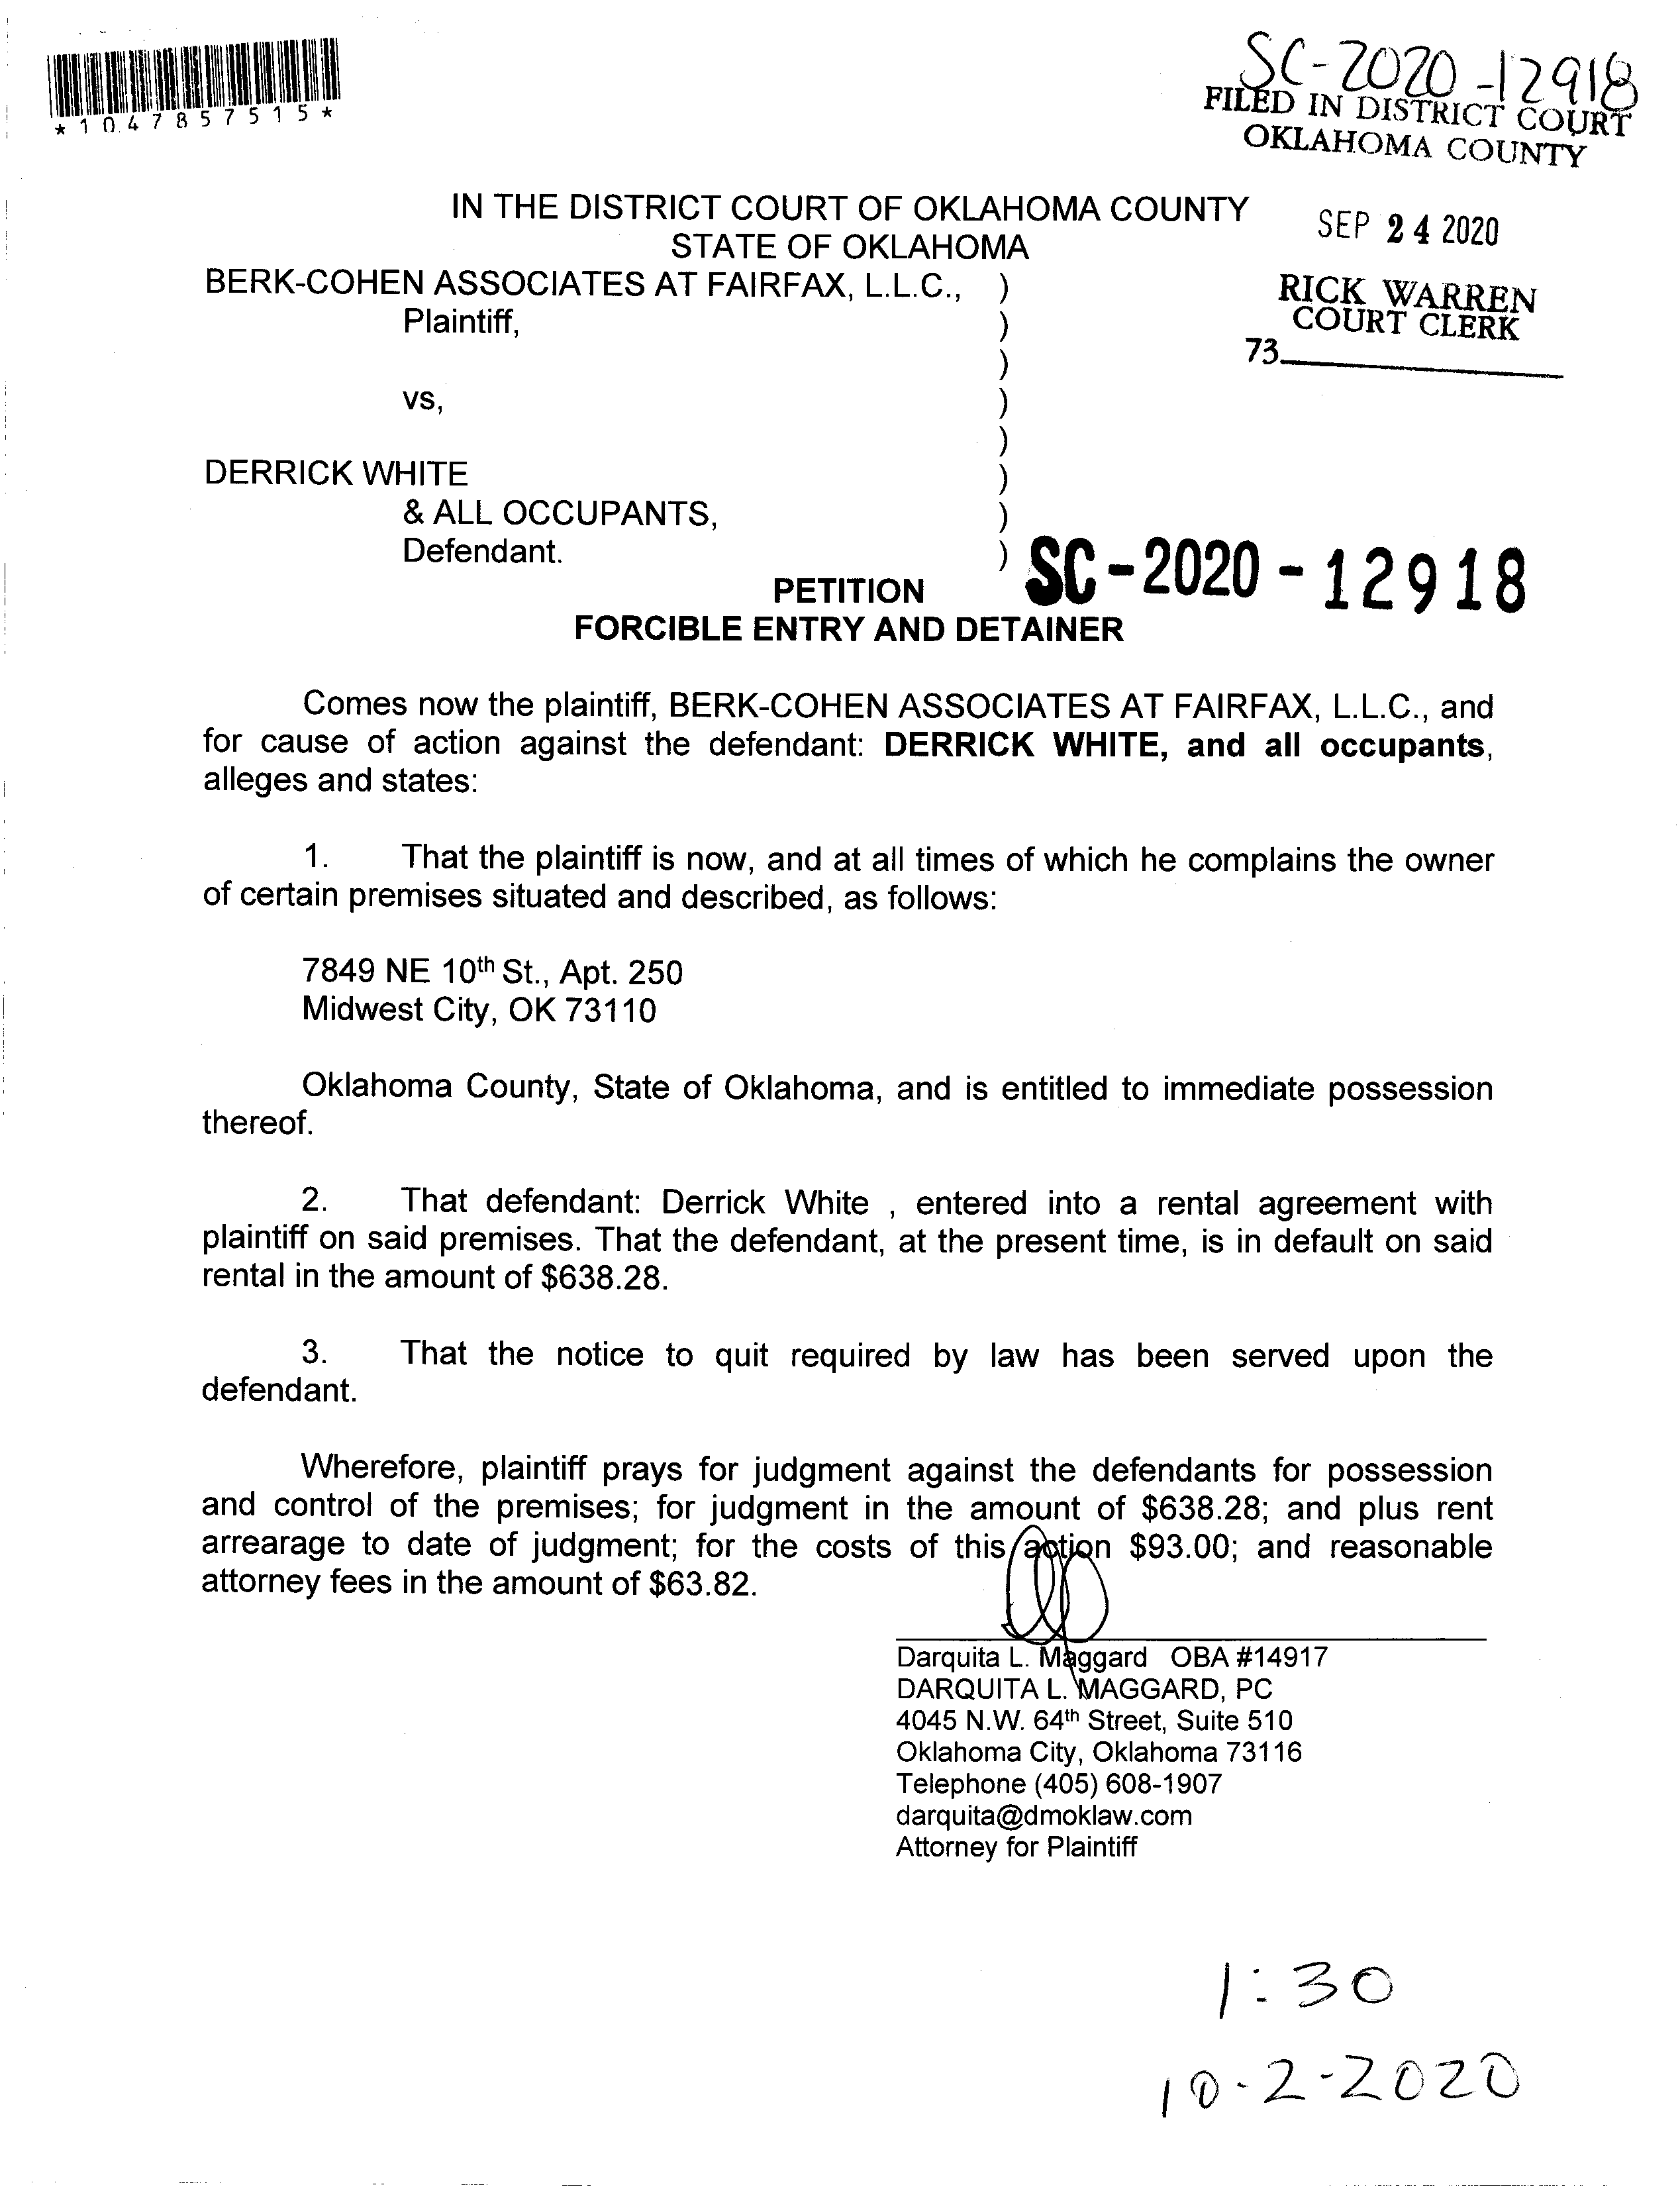 SC-2020-12918
*1047857515*
FILED IN DISTRICT COURT
OKLAHOMA COUNTY
IN THE DISTRICT COURT OF OKLAHOMA COUNTY
SEP 24 2020
STATE OF OKLAHOMA
BERK-COHEN ASSOCIATES AT FAIRFAX, L.L.C., )
RICK WARREN
Plaintiff, )
COURT CLERK
)
73
vs, )
)
DERRICK WHITE )
& ALL OCCUPANTS, )
Defendant. )
SC-2020-12918
PETITION
FORCIBLE ENTRY AND DETAINER
Comes now the plaintiff, BERK-COHEN ASSOCIATES AT FAIRFAX, L.L.C., and
for cause of action against the defendant: DERRICK WHITE, and all occupants,
alleges and states:
1. That the plaintiff is now, and at all times of which he complains the owner
of certain premises situated and described, as follows:
7849 NE 10th St., Apt. 250
Midwest City, OK 73110
Oklahoma County, State of Oklahoma, and is entitled to immediate possession
thereof.
2. That defendant: Derrick White , entered into a rental agreement with
plaintiff on said premises. That the defendant, at the present time, is in default on said
rental in the amount of $638.28.
3. That the notice to quit required by law has been served upon the
defendant.
Wherefore, plaintiff prays for judgment against the defendants for possession
and control of the premises; for judgment in the amount of $638.28; and plus rent
arrearage to date of judgment; for the costs of this action $93.00; and reasonable
attorney fees in the amount of $63.82.
Darquita L. Maggard OBA #14917
DARQUITA L. MAGGARD, PC
4045 N.W. 64th Street, Suite 510
Oklahoma City, Oklahoma 73116
Telephone (405) 608-1907
darquita@dmoklaw.com
Attorney for Plaintiff
1:30
10-2-2020